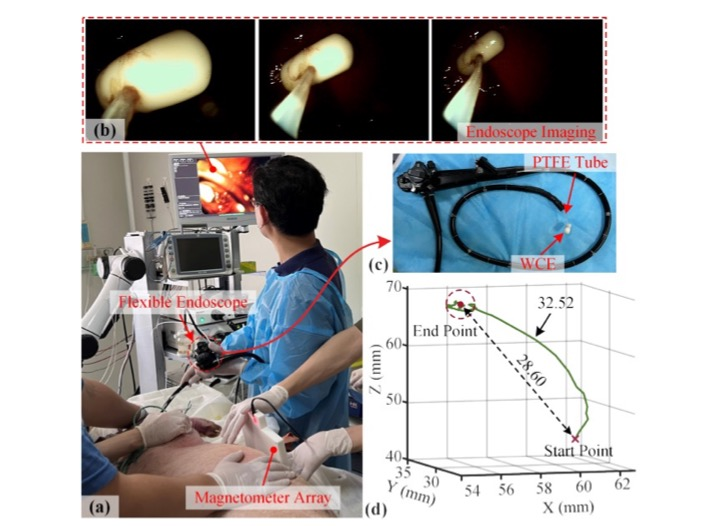 (b)
Endoscope Imaging
PTFE Tube
WCE
(c)
Flexible Endoscope
Magnetometer Array
(a)
70
60
50
40
Z (mm)
End Point
32.52
28.60
Start Point
35
30
Y (mm)
54
56
58
60
62
X (mm)
(d)